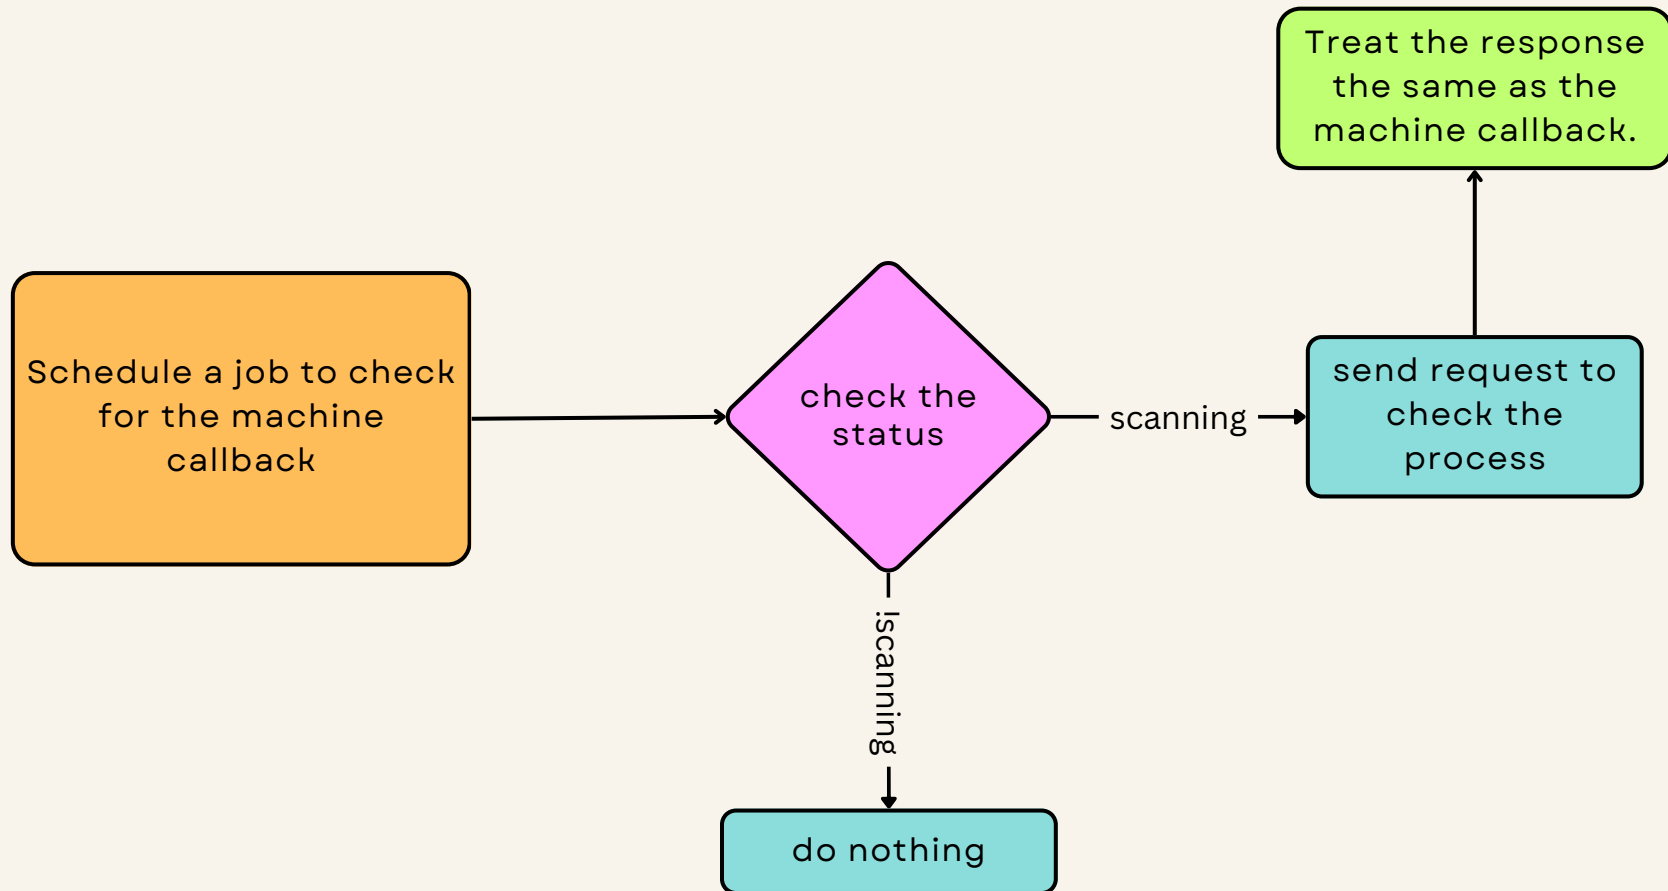 Treat the response
the same as the
machine callback.
Schedule a job to check
for the machine
callback
check the
status
scanning
send request to
check the
process
!scanning
do nothing